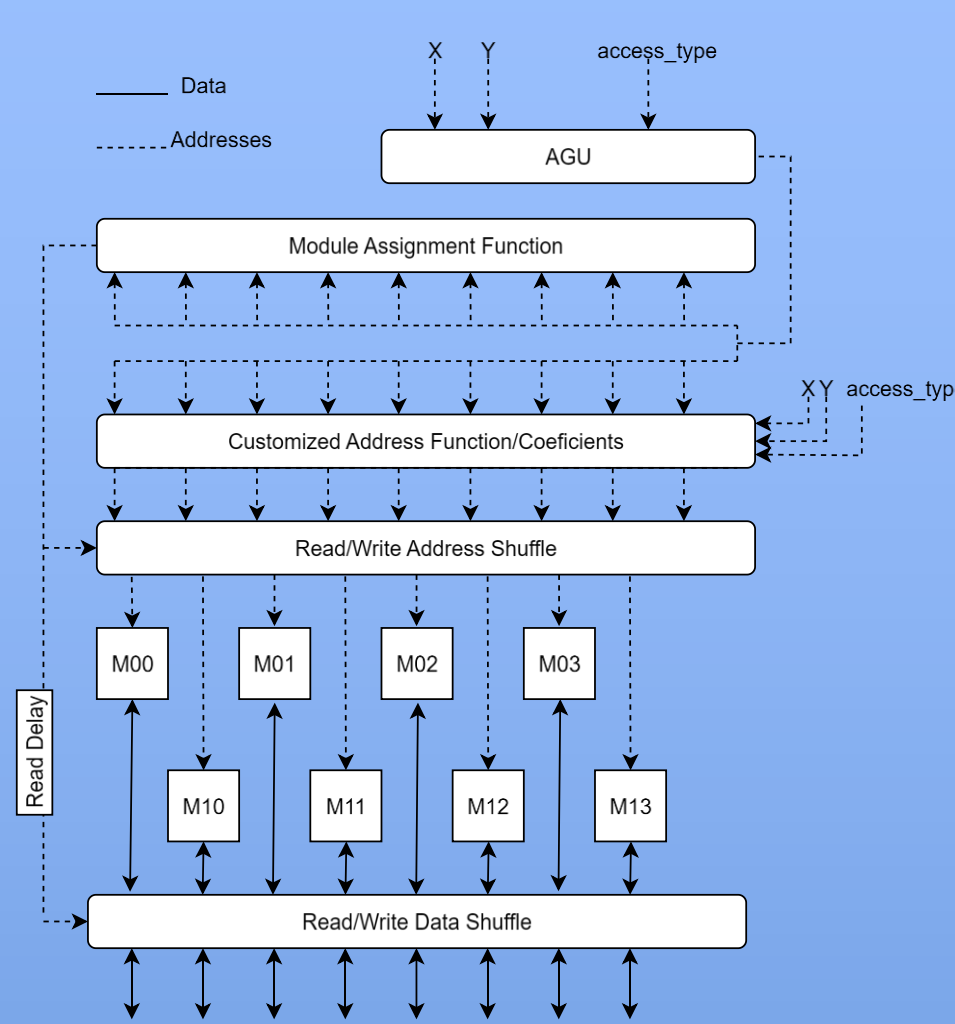 X Y access_type
Data
Addresses
AGU
Module Assignment Function
X Y access_typ
Customized Address Function/Coeficients
Read/Write Address Shuffle
M00 M01 M02 M03
Read Delay
M10 M11 M12 M13
Read/Write Data Shuffle